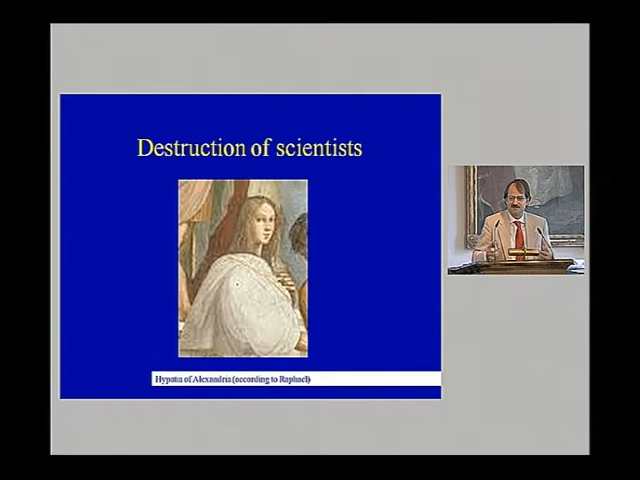 Destruction of scientists
Hypatia of Alexandria (according to Raphael)